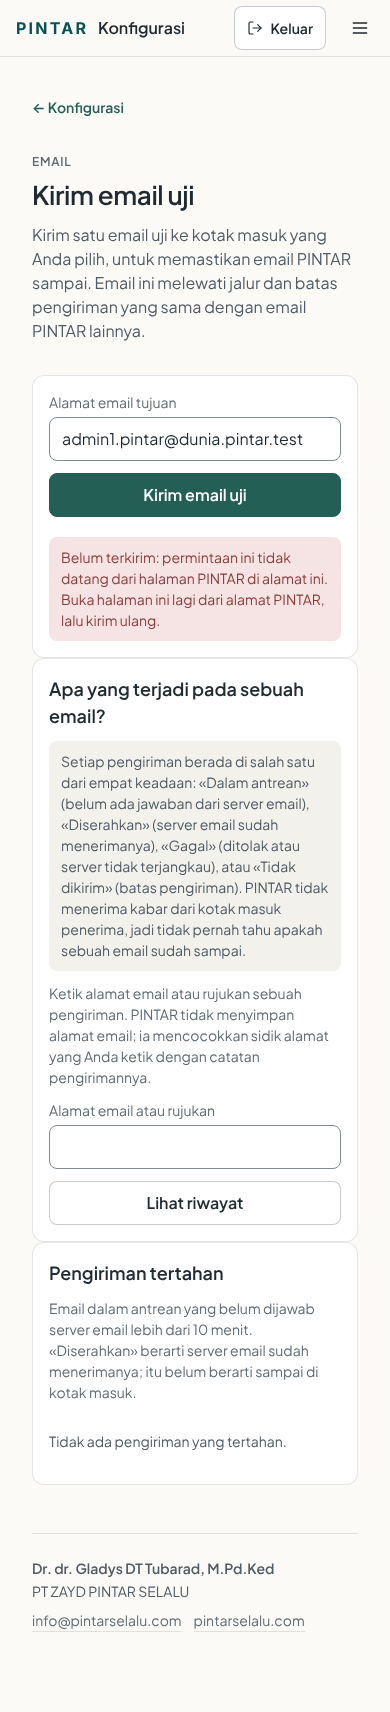 PINTAR Konfigurasi
Keluar
← Konfigurasi
EMAIL
Kirim email uji
Kirim satu email uji ke kotak masuk yang
Anda pilih, untuk memastikan email PINTAR
sampai. Email ini melewati jalur dan batas
pengiriman yang sama dengan email
PINTAR lainnya.
Alamat email tujuan
admin1.pintar@dunia.pintar.test
Kirim email uji
Belum terkirim: permintaan ini tidak
datang dari halaman PINTAR di alamat ini.
Buka halaman ini lagi dari alamat PINTAR,
lalu kirim ulang.
Apa yang terjadi pada sebuah
email?
Setiap pengiriman berada di salah satu
dari empat keadaan: «Dalam antrean»
(belum ada jawaban dari server email),
«Diserahkan» (server email sudah
menerimanya), «Gagal» (ditolak atau
server tidak terjangkau), atau «Tidak
dikirim» (batas pengiriman). PINTAR tidak
menerima kabar dari kotak masuk
penerima, jadi tidak pernah tahu apakah
sebuah email sudah sampai.
Ketik alamat email atau rujukan sebuah
pengiriman. PINTAR tidak menyimpan
alamat email; ia mencocokkan sidik alamat
yang Anda ketik dengan catatan
pengirimannya.
Alamat email atau rujukan
Lihat riwayat
Pengiriman tertahan
Email dalam antrean yang belum dijawab
server email lebih dari 10 menit.
«Diserahkan» berarti server email sudah
menerimanya; itu belum berarti sampai di
kotak masuk.
Tidak ada pengiriman yang tertahan.
Dr. dr. Gladys DT Tubarad, M.Pd.Ked
PT ZAYD PINTAR SELALU
info@pintarselalu.com pintarselalu.com